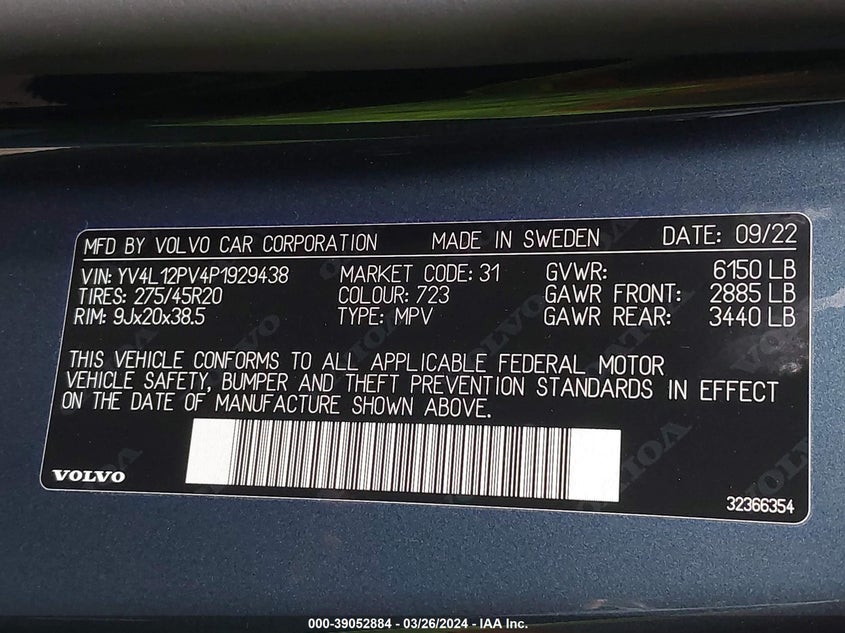 MFD BY VOLVO CAR CORPORATION MADE IN SWEDEN DATE: 09/22
VIN: YV4L12PV4P1929438 MARKET CODE: 31 GVWR: 6150 LB
TIRES: 275/45R20 COLOUR: 723 GAWR FRONT: 2885 LB
RIM: 9Jx20x38.5 TYPE: MPV GAWR REAR: 3440 LB
THIS VEHICLE CONFORMS TO ALL APPLICABLE FEDERAL MOTOR
VEHICLE SAFETY, BUMPER AND THEFT PREVENTION STANDARDS IN EFFECT
ON THE DATE OF MANUFACTURE SHOWN ABOVE.
VOLVO
32366354
000-39052884 / 03/26/2024 - IAA Inc.